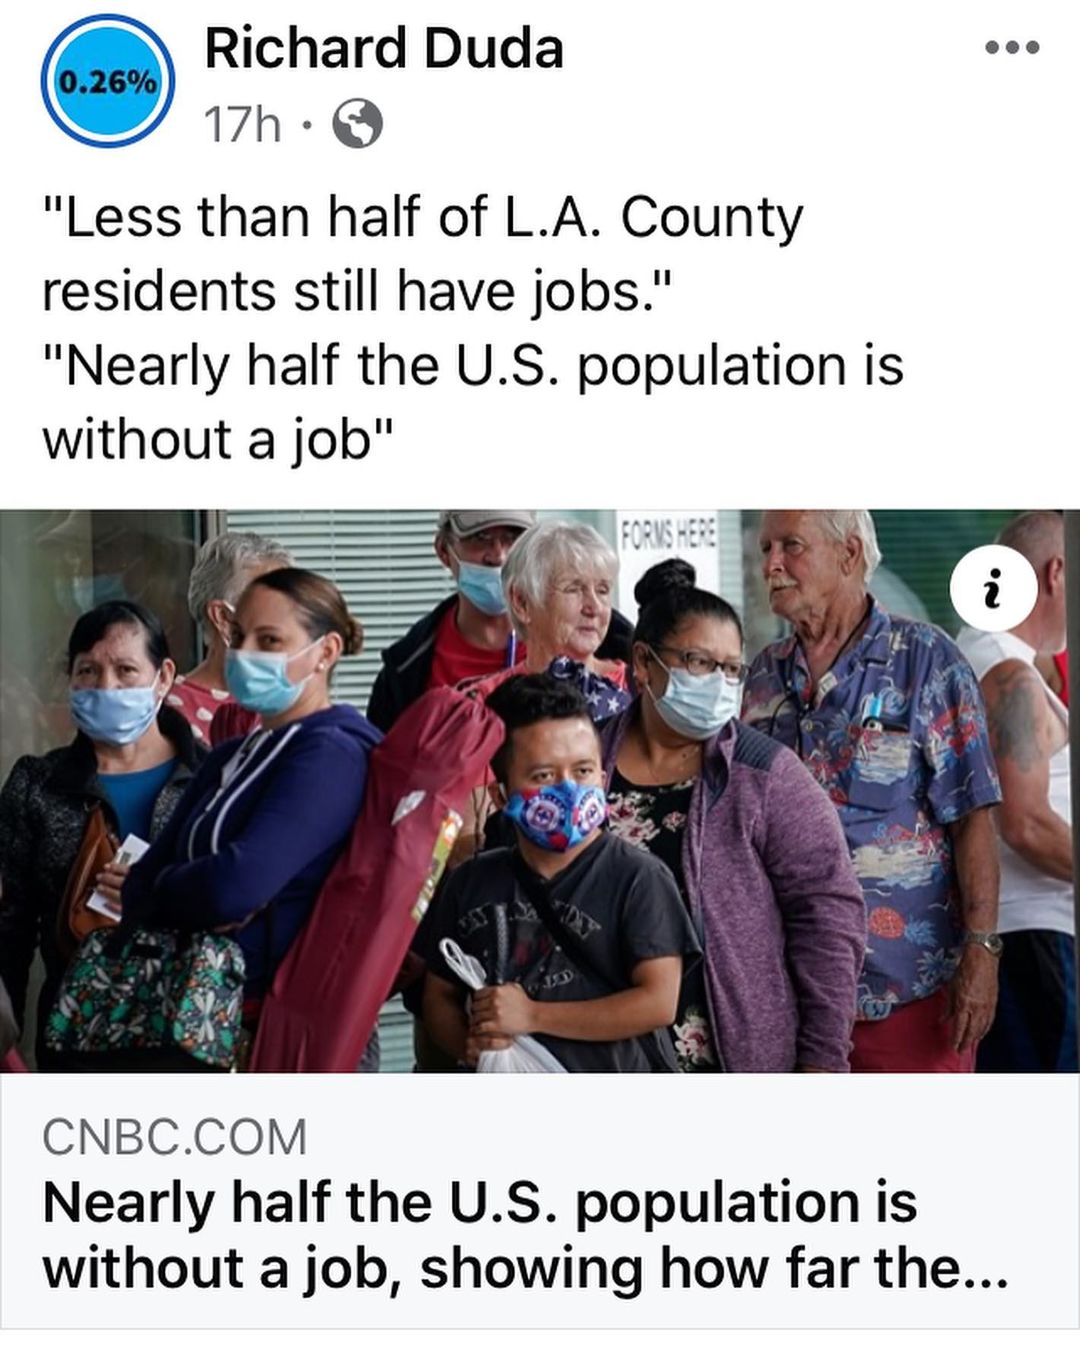 0.26%
Richard Duda
17h ·
"Less than half of L.A. County
residents still have jobs."
"Nearly half the U.S. population is
without a job"
FORMS HERE
i
CNBC.COM
Nearly half the U.S. population is
without a job, showing how far the...